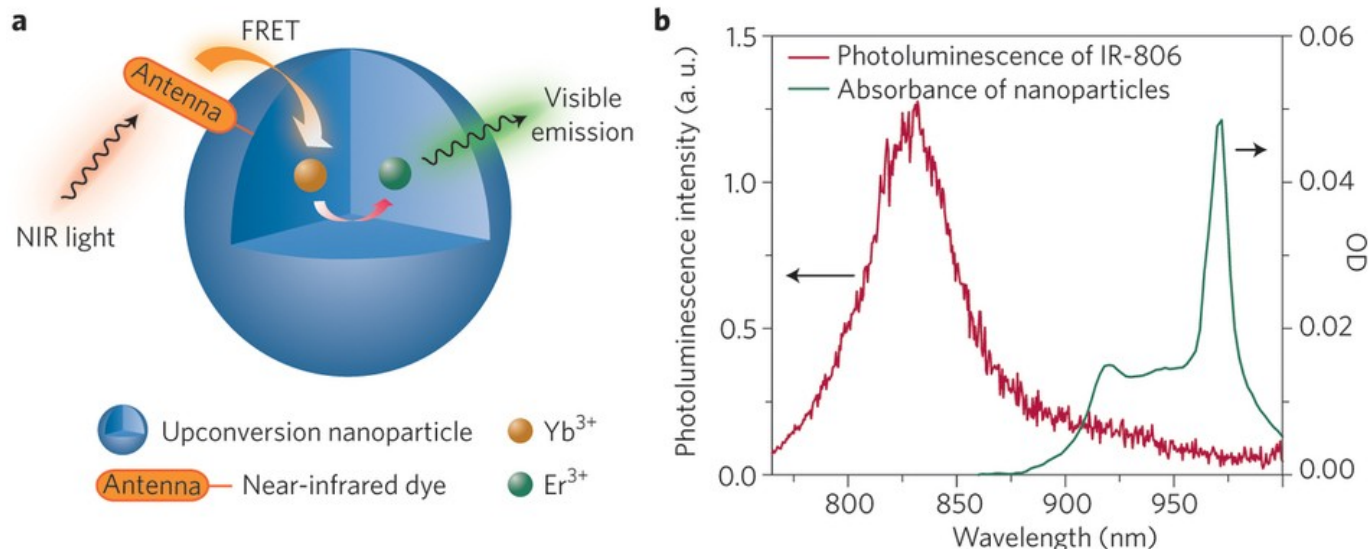 a
FRET
Antenna
NIR light
Visible
emission
Upconversion nanoparticle
Yb³⁺
Antenna
Near-infrared dye
Er³⁺
b
Photoluminescence intensity (a. u.)
1.5
1.0
0.5
0.0
Photoluminescence of IR-806
Absorbance of nanoparticles
0.06
0.04
0.02
0.00
OD
800 850 900 950
Wavelength (nm)